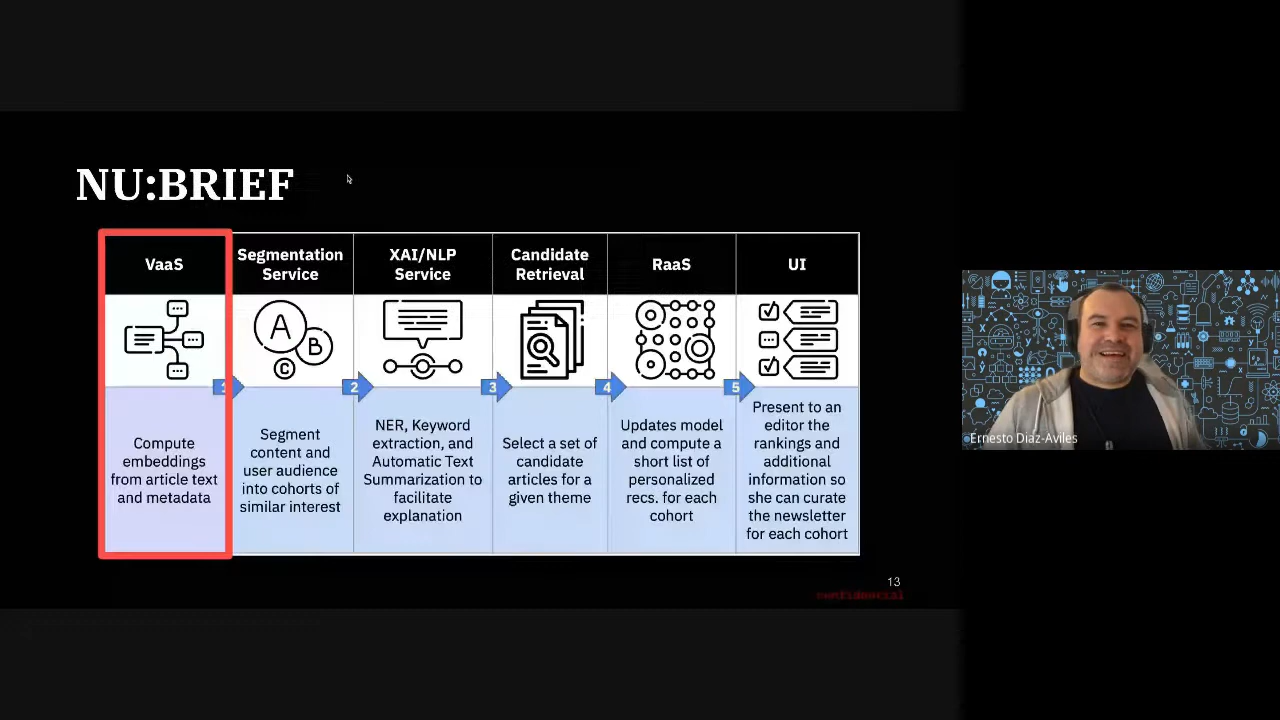 NU:BRIEF
VaaS
Segmentation
Service
XAI/NLP
Service
Candidate
Retrieval
RaaS
UI
A
B
C
1
2
3
4
5
Compute
embeddings
from article text
and metadata
Segment
content and
user audience
into cohorts of
similar interest
NER, Keyword
extraction, and
Automatic Text
Summarization to
facilitate
explanation
Select a set of
candidate
articles for a
given theme
Updates model
and compute a
short list of
personalized
recs. for each
cohort
Present to an
editor the
rankings and
additional
information so
she can curate
the newsletter
for each cohort
13
confidencial
Ernesto Diaz-Aviles